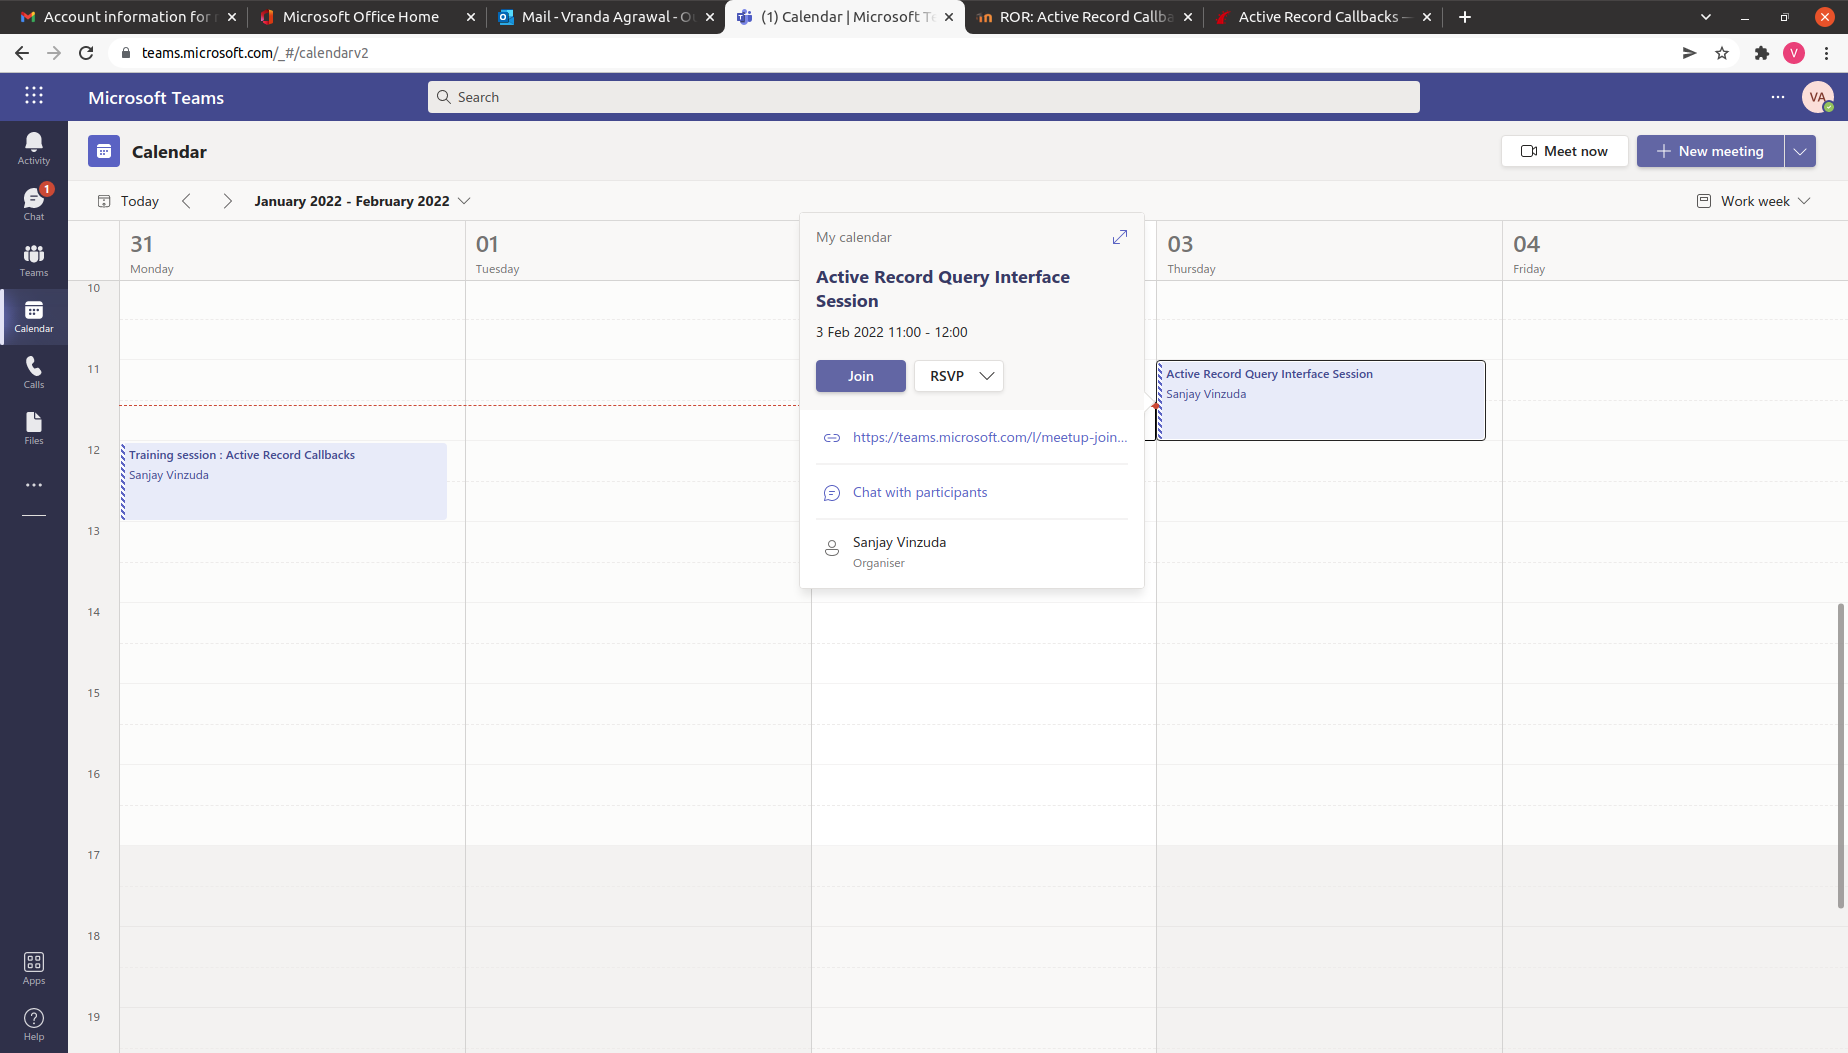 Account information for
Microsoft Office Home
Mail - Vranda Agrawal - Ou
(1) Calendar | Microsoft Te
ROR: Active Record Callba
Active Record Callbacks —
teams.microsoft.com/_#/calendarv2
V
Microsoft Teams
Search
VA
Activity
1
Chat
Teams
Calendar
Calls
Files
Apps
Help
Calendar
Meet now
New meeting
Today
January 2022 - February 2022
Work week
31
Monday
01
Tuesday
03
Thursday
04
Friday
10
11
12
13
14
15
16
17
18
19
Training session : Active Record Callbacks
Sanjay Vinzuda
My calendar
Active Record Query Interface
Session
3 Feb 2022 11:00 - 12:00
Join
RSVP
https://teams.microsoft.com/l/meetup-join...
Chat with participants
Sanjay Vinzuda
Organiser
Active Record Query Interface Session
Sanjay Vinzuda